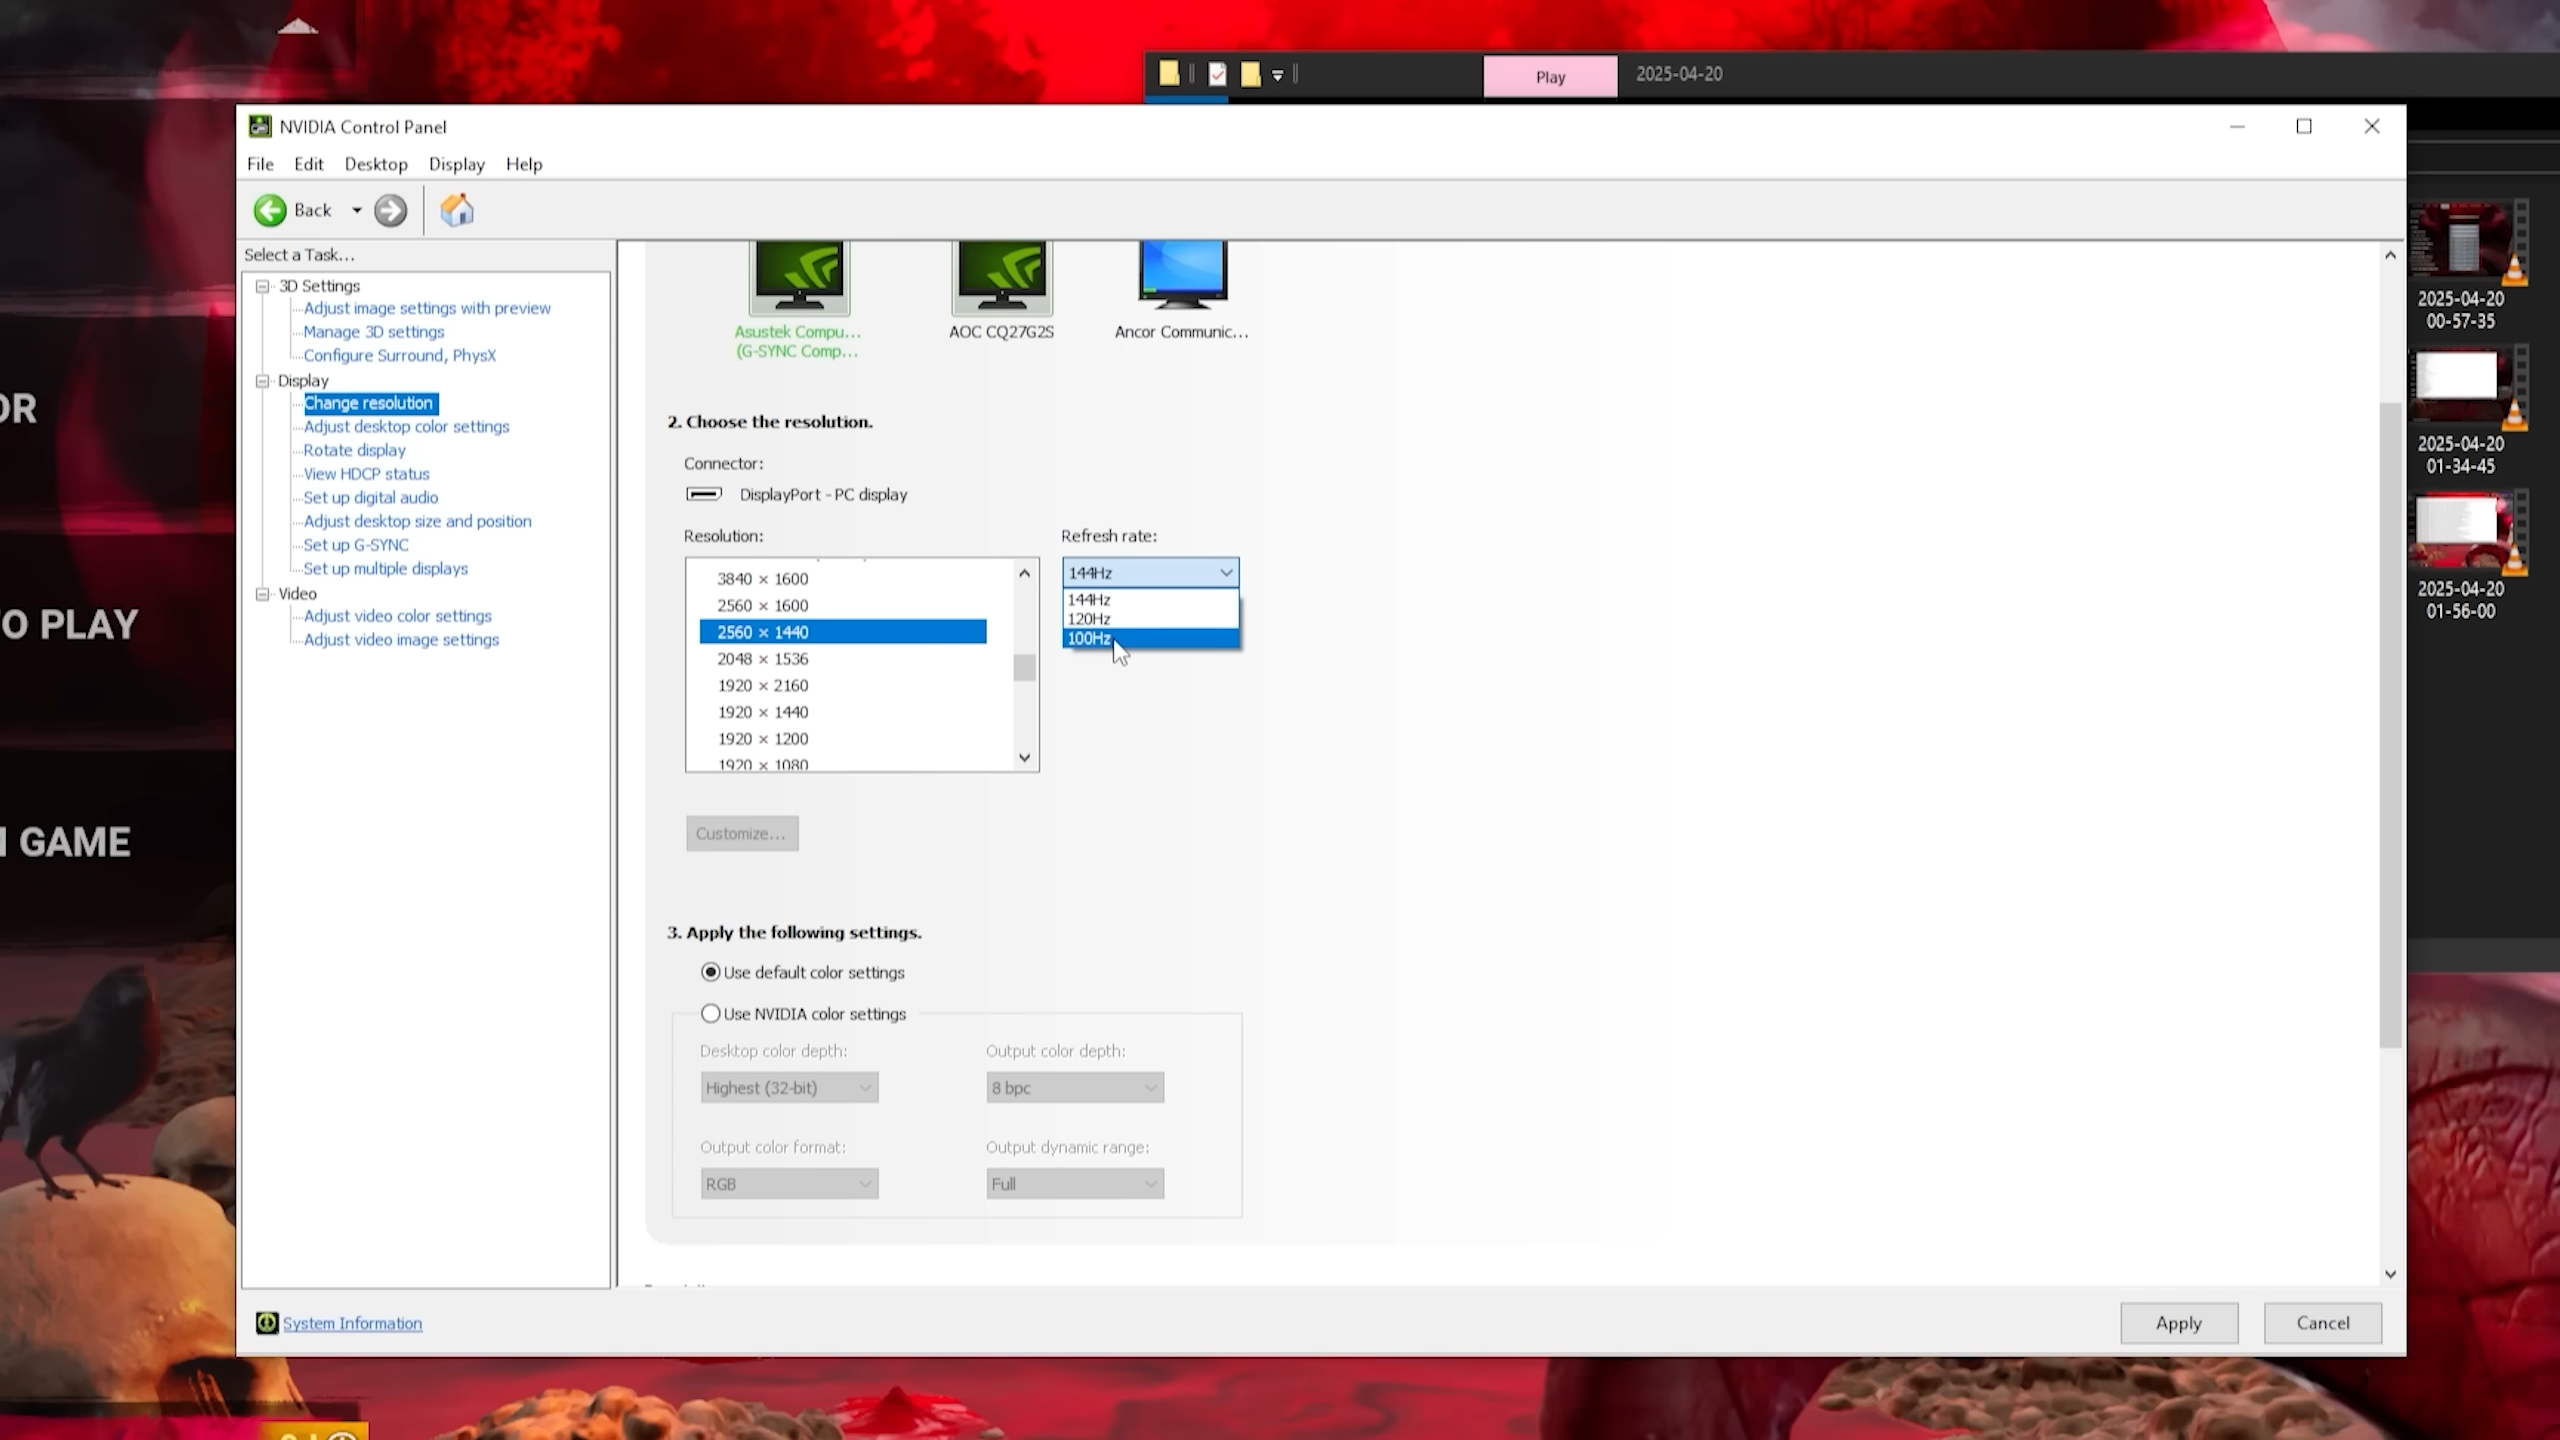 Play
2025-04-20
NVIDIA Control Panel
File Edit Desktop Display Help
Back
Select a Task...
3D Settings
Adjust image settings with preview
Manage 3D settings
Configure Surround, PhysX
Display
Change resolution
Adjust desktop color settings
Rotate display
View HDCP status
Set up digital audio
Adjust desktop size and position
Set up G-SYNC
Set up multiple displays
Video
Adjust video color settings
Adjust video image settings
System Information
Asustek Compu...
(G-SYNC Comp...
AOC CQ27G2S
Ancor Communic...
2. Choose the resolution.
Connector:
DisplayPort - PC display
Resolution:
3840 × 1600
2560 × 1600
2560 × 1440
2048 × 1536
1920 × 2160
1920 × 1440
1920 × 1200
1920 × 1080
Refresh rate:
144Hz
144Hz
120Hz
100Hz
Customize...
3. Apply the following settings.
Use default color settings
Use NVIDIA color settings
Desktop color depth:
Highest (32-bit)
Output color depth:
8 bpc
Output color format:
RGB
Output dynamic range:
Full
Apply
Cancel
2025-04-20
00-57-35
2025-04-20
01-34-45
2025-04-20
01-56-00
OR
O PLAY
GAME